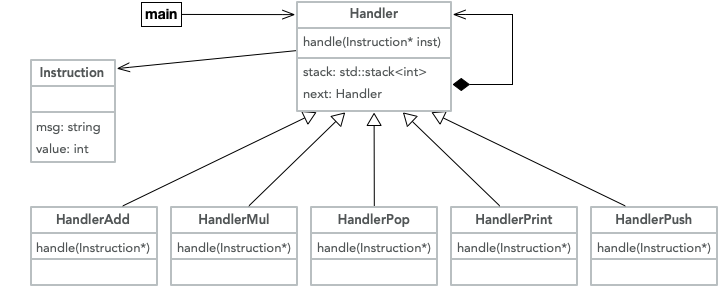 main
Handler
handle(Instruction* inst)
stack: std::stack<int>
next: Handler
Instruction
msg: string
value: int
HandlerAdd
handle(Instruction*)
HandlerMul
handle(Instruction*)
HandlerPop
handle(Instruction*)
HandlerPrint
handle(Instruction*)
HandlerPush
handle(Instruction*)